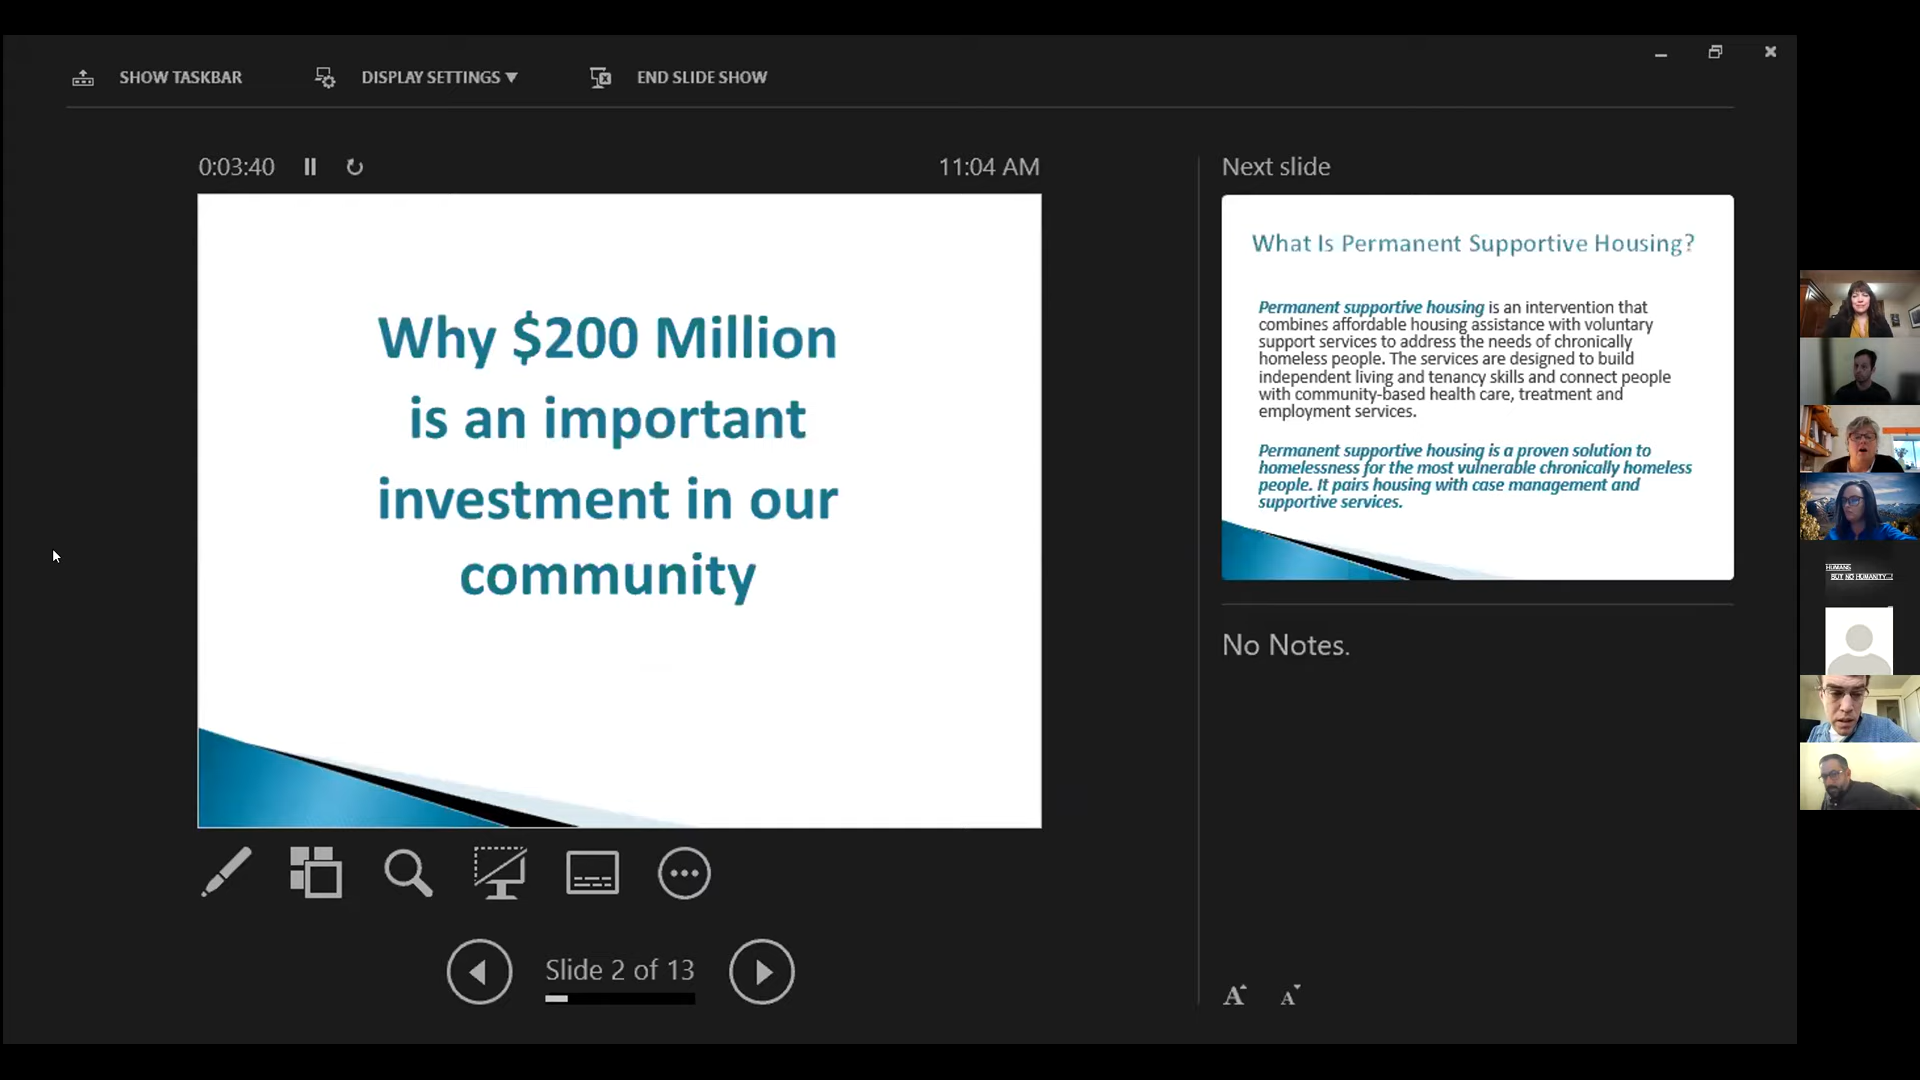 SHOW TASKBAR
DISPLAY SETTINGS ▼
END SLIDE SHOW
0:03:40
11:04 AM
Why $200 Million
is an important
investment in our
community
Slide 2 of 13
Next slide
What Is Permanent Supportive Housing?
Permanent supportive housing is an intervention that
combines affordable housing assistance with voluntary
support services to address the needs of chronically
homeless people. The services are designed to build
independent living and tenancy skills and connect people
with community-based health care, treatment and
employment services.
Permanent supportive housing is a proven solution to
homelessness for the most vulnerable chronically homeless
people. It pairs housing with case management and
supportive services.
No Notes.
A A
HUMANS
BUT NO HUMANITY...!